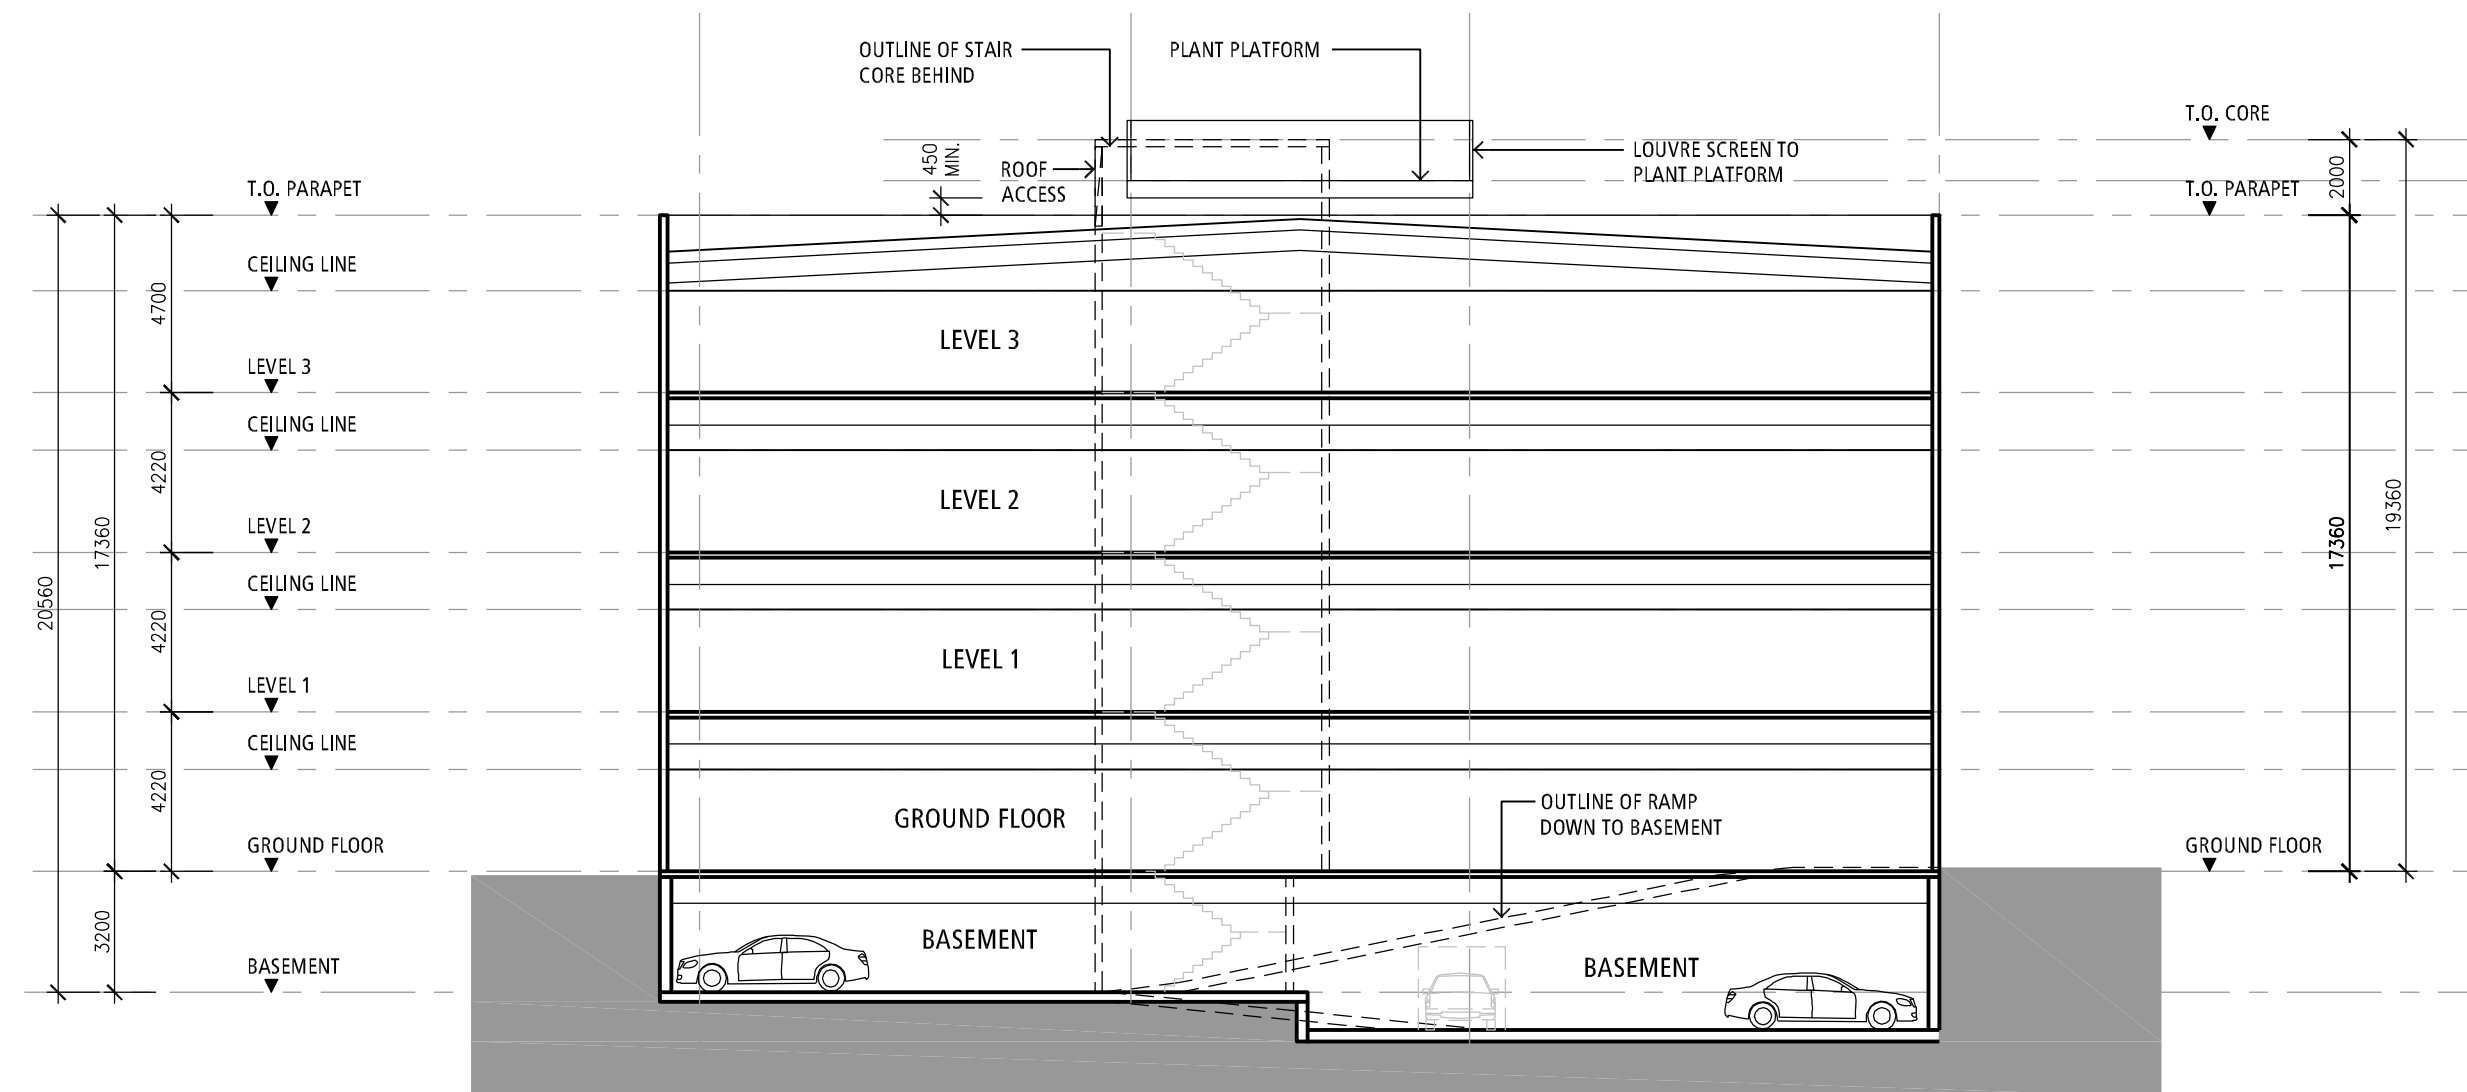 OUTLINE OF STAIR
CORE BEHIND
PLANT PLATFORM
T.O. CORE
450
MIN.
ROOF
ACCESS
LOUVRE SCREEN TO
PLANT PLATFORM
2000
T.O. PARAPET
T.O. PARAPET
CEILING LINE
4700
LEVEL 3
LEVEL 3
CEILING LINE
4220
LEVEL 2
17360
LEVEL 2
17360
19360
CEILING LINE
20560
4220
LEVEL 1
LEVEL 1
CEILING LINE
4220
GROUND FLOOR
OUTLINE OF RAMP
DOWN TO BASEMENT
GROUND FLOOR
GROUND FLOOR
3200
BASEMENT
BASEMENT
BASEMENT